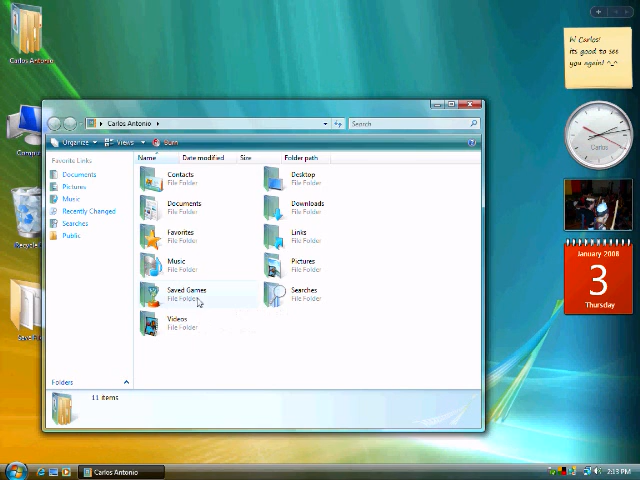 Carlos Antonio
hi Carlos!
its good to see
you again! ^_^
Carlos Antonio
Search
Organize
Views
Burn
Favorite Links
Name
Date modified
Size
Folder path
Documents
Pictures
Music
Recently Changed
Searches
Public
Contacts
File Folder
Desktop
File Folder
Documents
File Folder
Downloads
File Folder
Favorites
File Folder
Links
File Folder
Music
File Folder
Pictures
File Folder
Saved Games
File Folder
Searches
File Folder
Videos
File Folder
Folders
11 items
Carlos
January 2008
3
Thursday
Carlos Antonio
2:13 PM